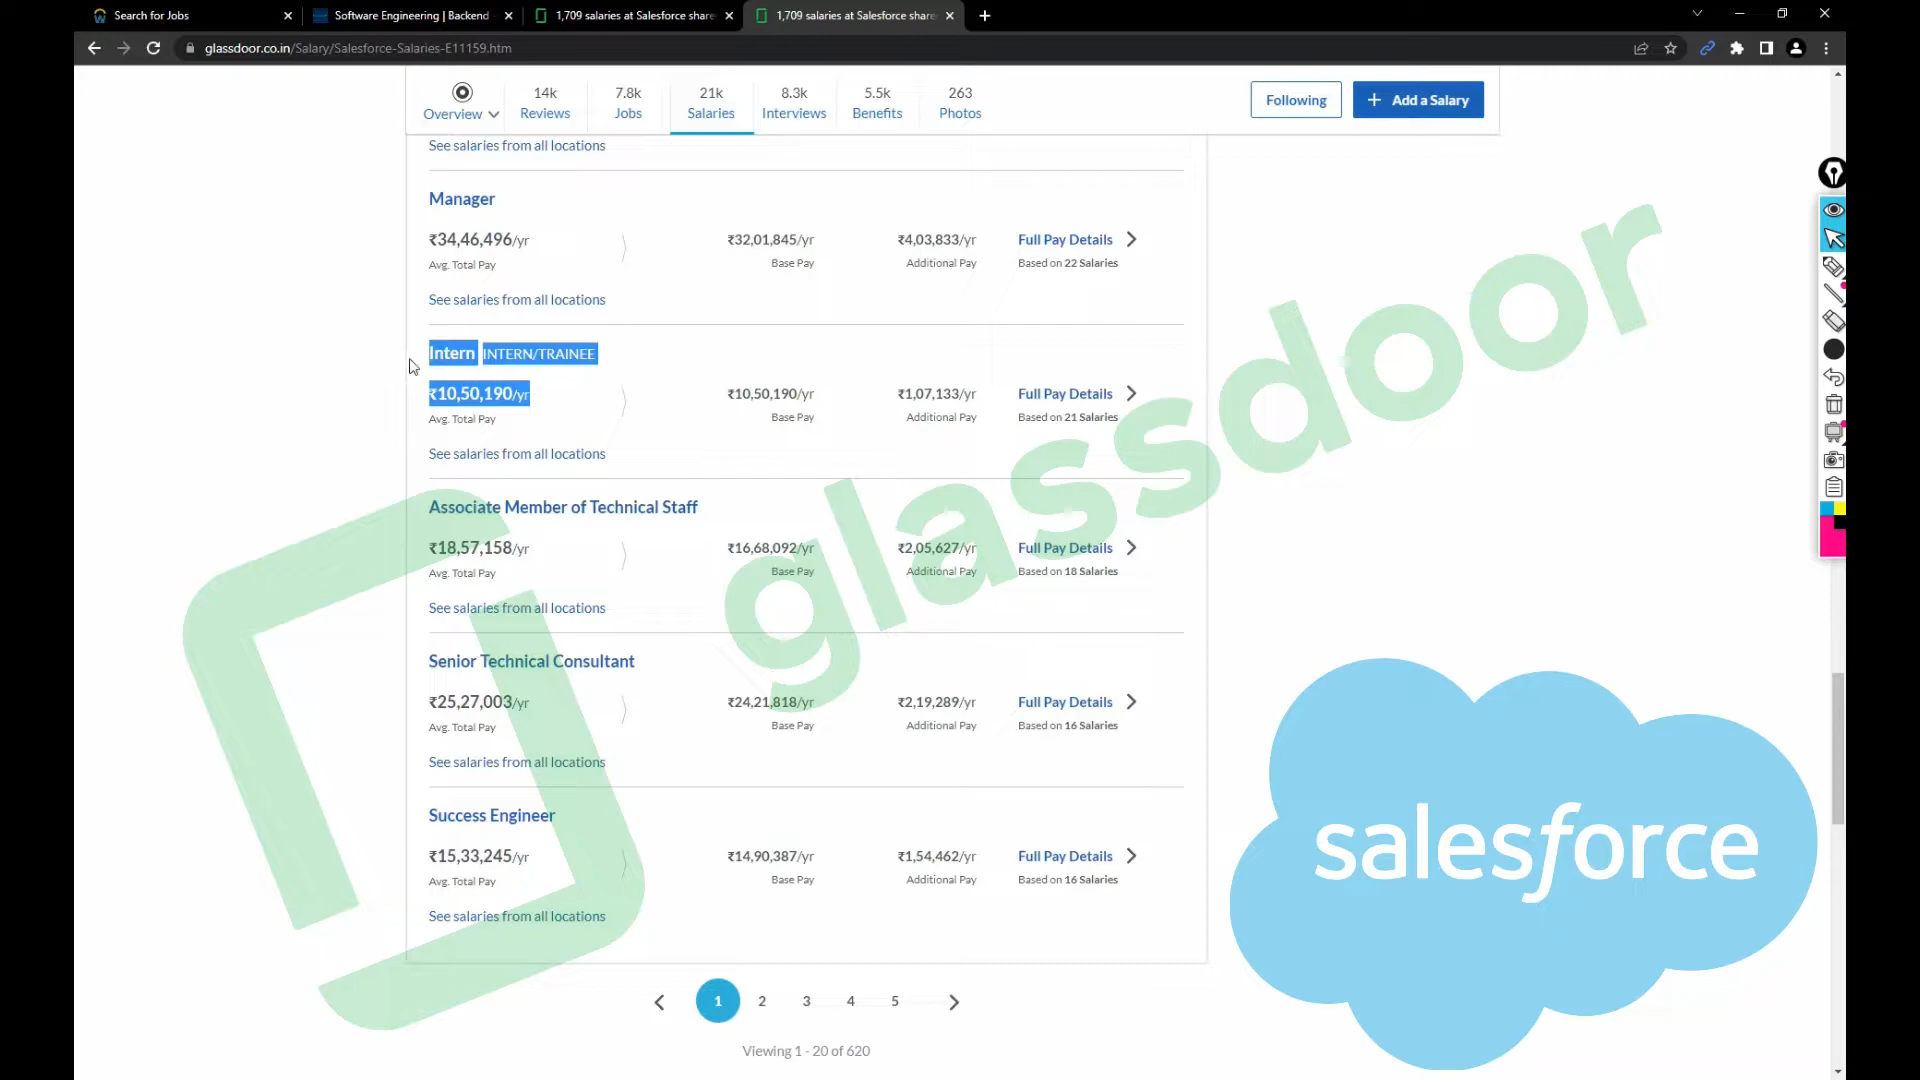 Search for Jobs
Software Engineering | Backend
1,709 salaries at Salesforce share
1,709 salaries at Salesforce share
glassdoor.co.in/Salary/Salesforce-Salaries-E11159.htm
Overview
14k
Reviews
7.8k
Jobs
21k
Salaries
8.3k
Interviews
5.5k
Benefits
263
Photos
Following
+ Add a Salary
See salaries from all locations
Manager
₹34,46,496/yr
Avg. Total Pay
₹32,01,845/yr
Base Pay
₹4,03,833/yr
Additional Pay
Full Pay Details
Based on 22 Salaries
See salaries from all locations
Intern INTERN/TRAINEE
₹10,50,190/yr
Avg. Total Pay
₹10,50,190/yr
Base Pay
₹1,07,133/yr
Additional Pay
Full Pay Details
Based on 21 Salaries
See salaries from all locations
Associate Member of Technical Staff
₹18,57,158/yr
Avg. Total Pay
₹16,68,092/yr
Base Pay
₹2,05,627/yr
Additional Pay
Full Pay Details
Based on 18 Salaries
See salaries from all locations
Senior Technical Consultant
₹25,27,003/yr
Avg. Total Pay
₹24,21,818/yr
Base Pay
₹2,19,289/yr
Additional Pay
Full Pay Details
Based on 16 Salaries
See salaries from all locations
Success Engineer
₹15,33,245/yr
Avg. Total Pay
₹14,90,387/yr
Base Pay
₹1,54,462/yr
Additional Pay
Full Pay Details
Based on 16 Salaries
See salaries from all locations
1 2 3 4 5
Viewing 1 - 20 of 620
glassdoor
salesforce